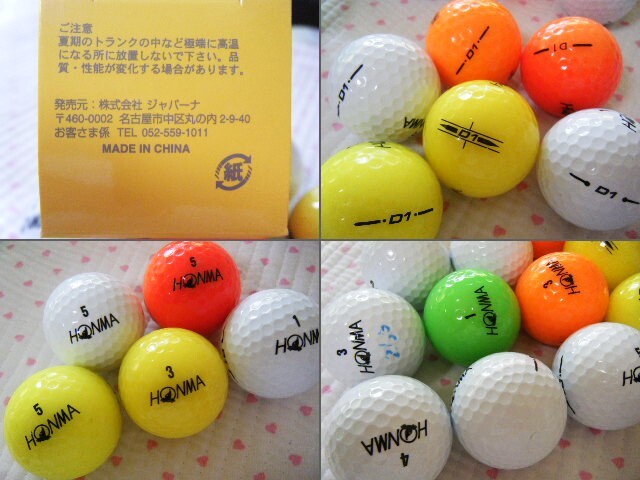 ご注意
夏期のトランクの中など極端に高温
になる所に放置しないで下さい。品
質・性能が変化する場合があります。
発売元：株式会社 ジャパーナ
〒460-0002 名古屋市中区丸の内2-9-40
お客さま係 TEL 052-559-1011
MADE IN CHINA
紙
D1
D1
D1
D1
D1
D1
HONMA
5
HONMA
5
HONMA
1
HONMA
3
HONMA
5
HONMA
3
HONMA
1
HONMA
3
HONMA
HONMA
4